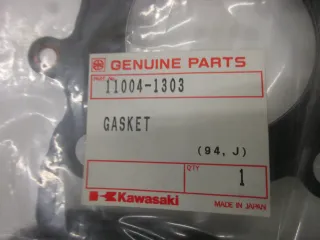 GENUINE PARTS
PART NO.
11004-1303
GASKET
(94, J)
QTY
1
Kawasaki
MADE IN JAPAN